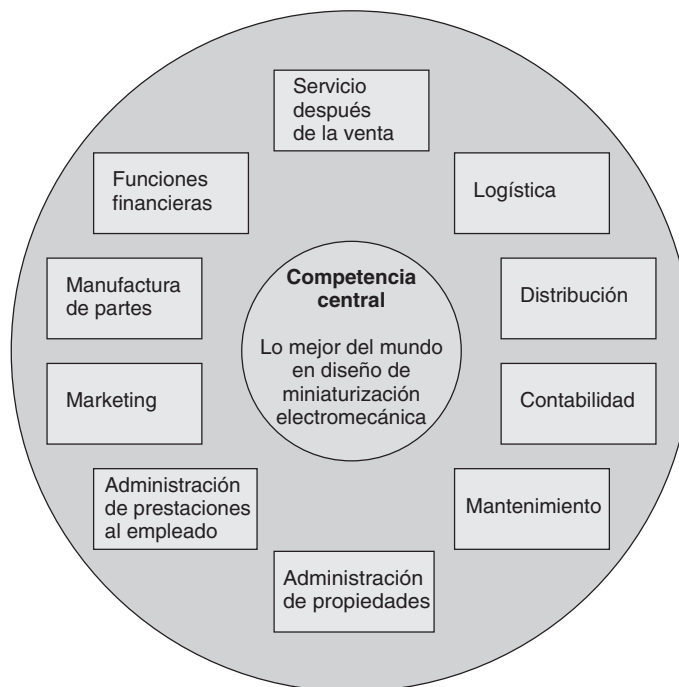 Servicio
después
de la venta
Funciones
financieras
Logística
Manufactura
de partes
Competencia
central
Lo mejor del mundo
en diseño de
miniaturización
electromecánica
Distribución
Marketing
Contabilidad
Administración
de prestaciones
al empleado
Mantenimiento
Administración
de propiedades